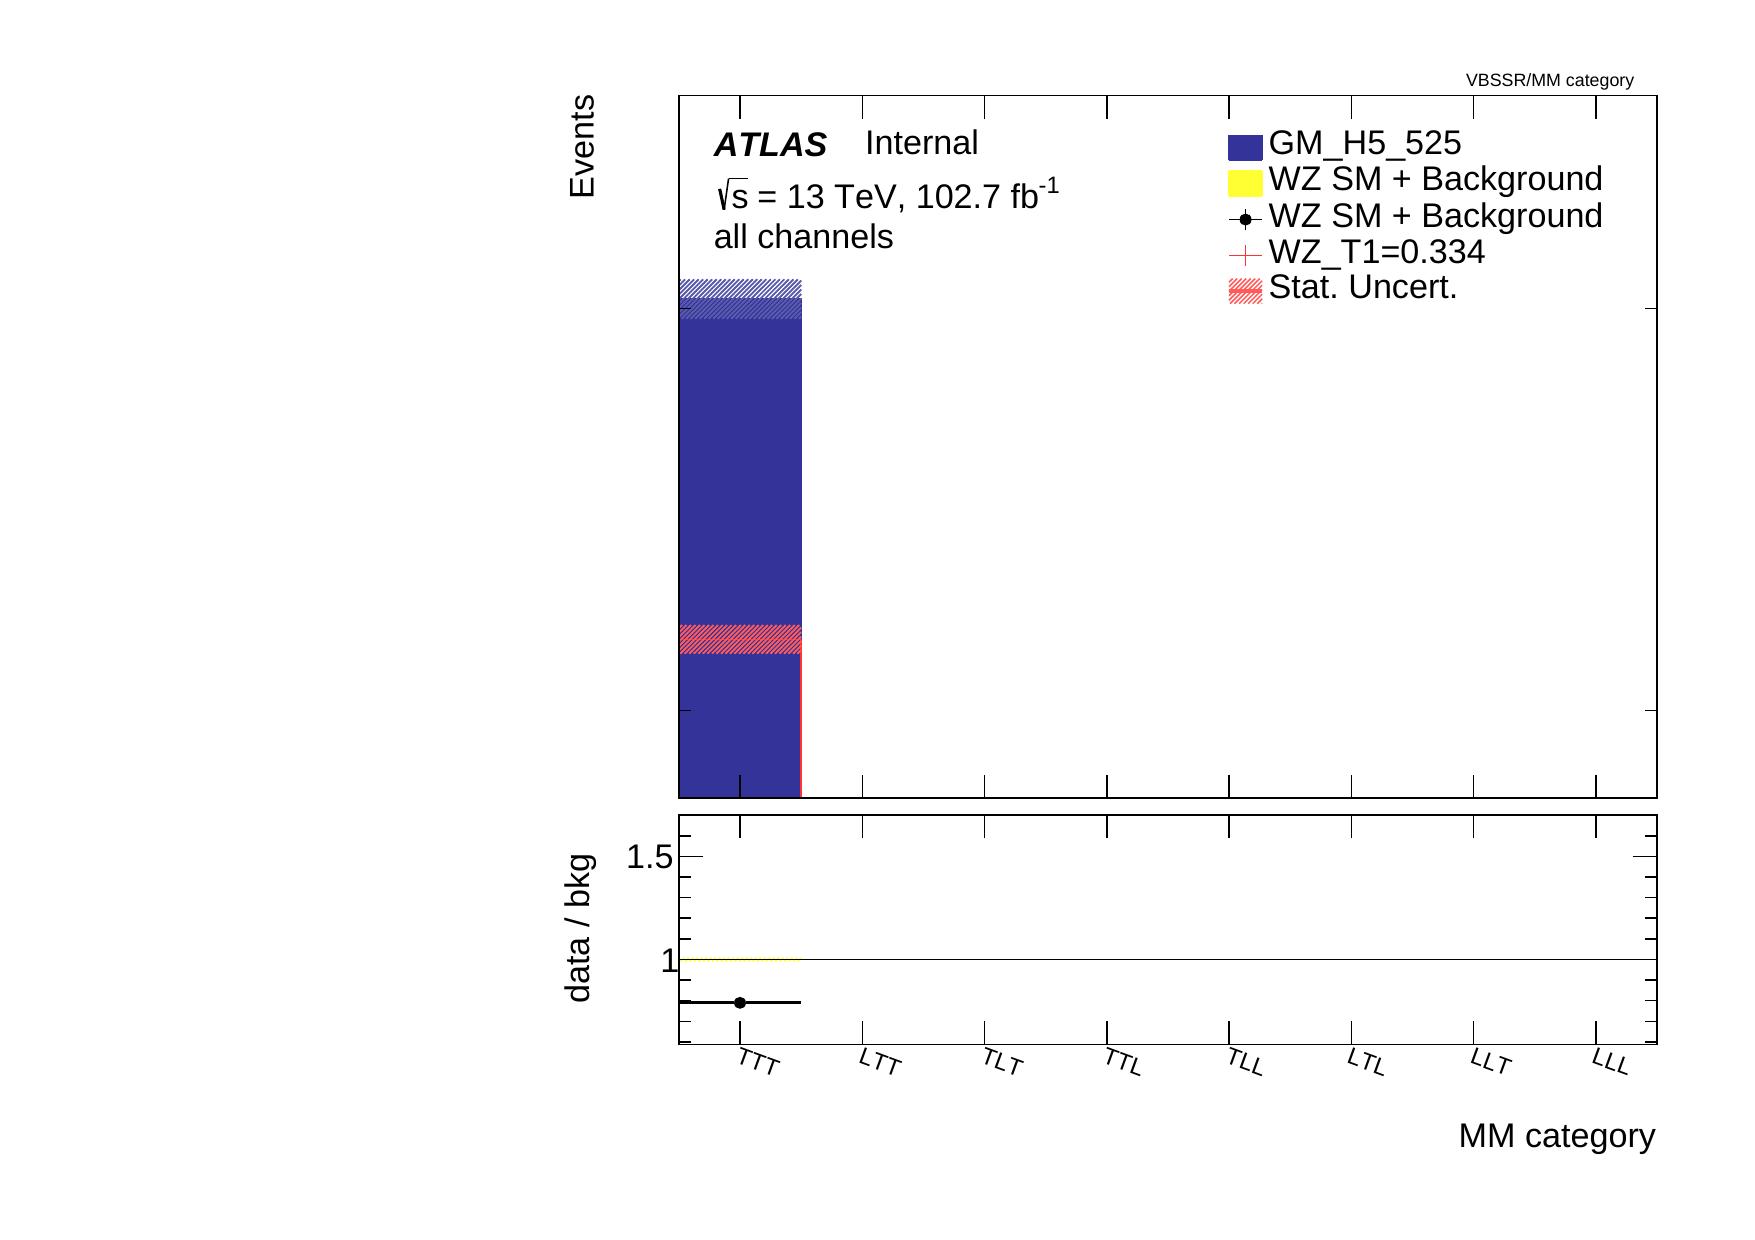 VBSSR/MM category
Events
ATLAS Internal
√s = 13 TeV, 102.7 fb-1
all channels
GM_H5_525
WZ SM + Background
WZ SM + Background
WZ_T1=0.334
Stat. Uncert.
data / bkg
1.5
1
TTT LTT TLT TTL TLL LTL LLT LLL
MM category